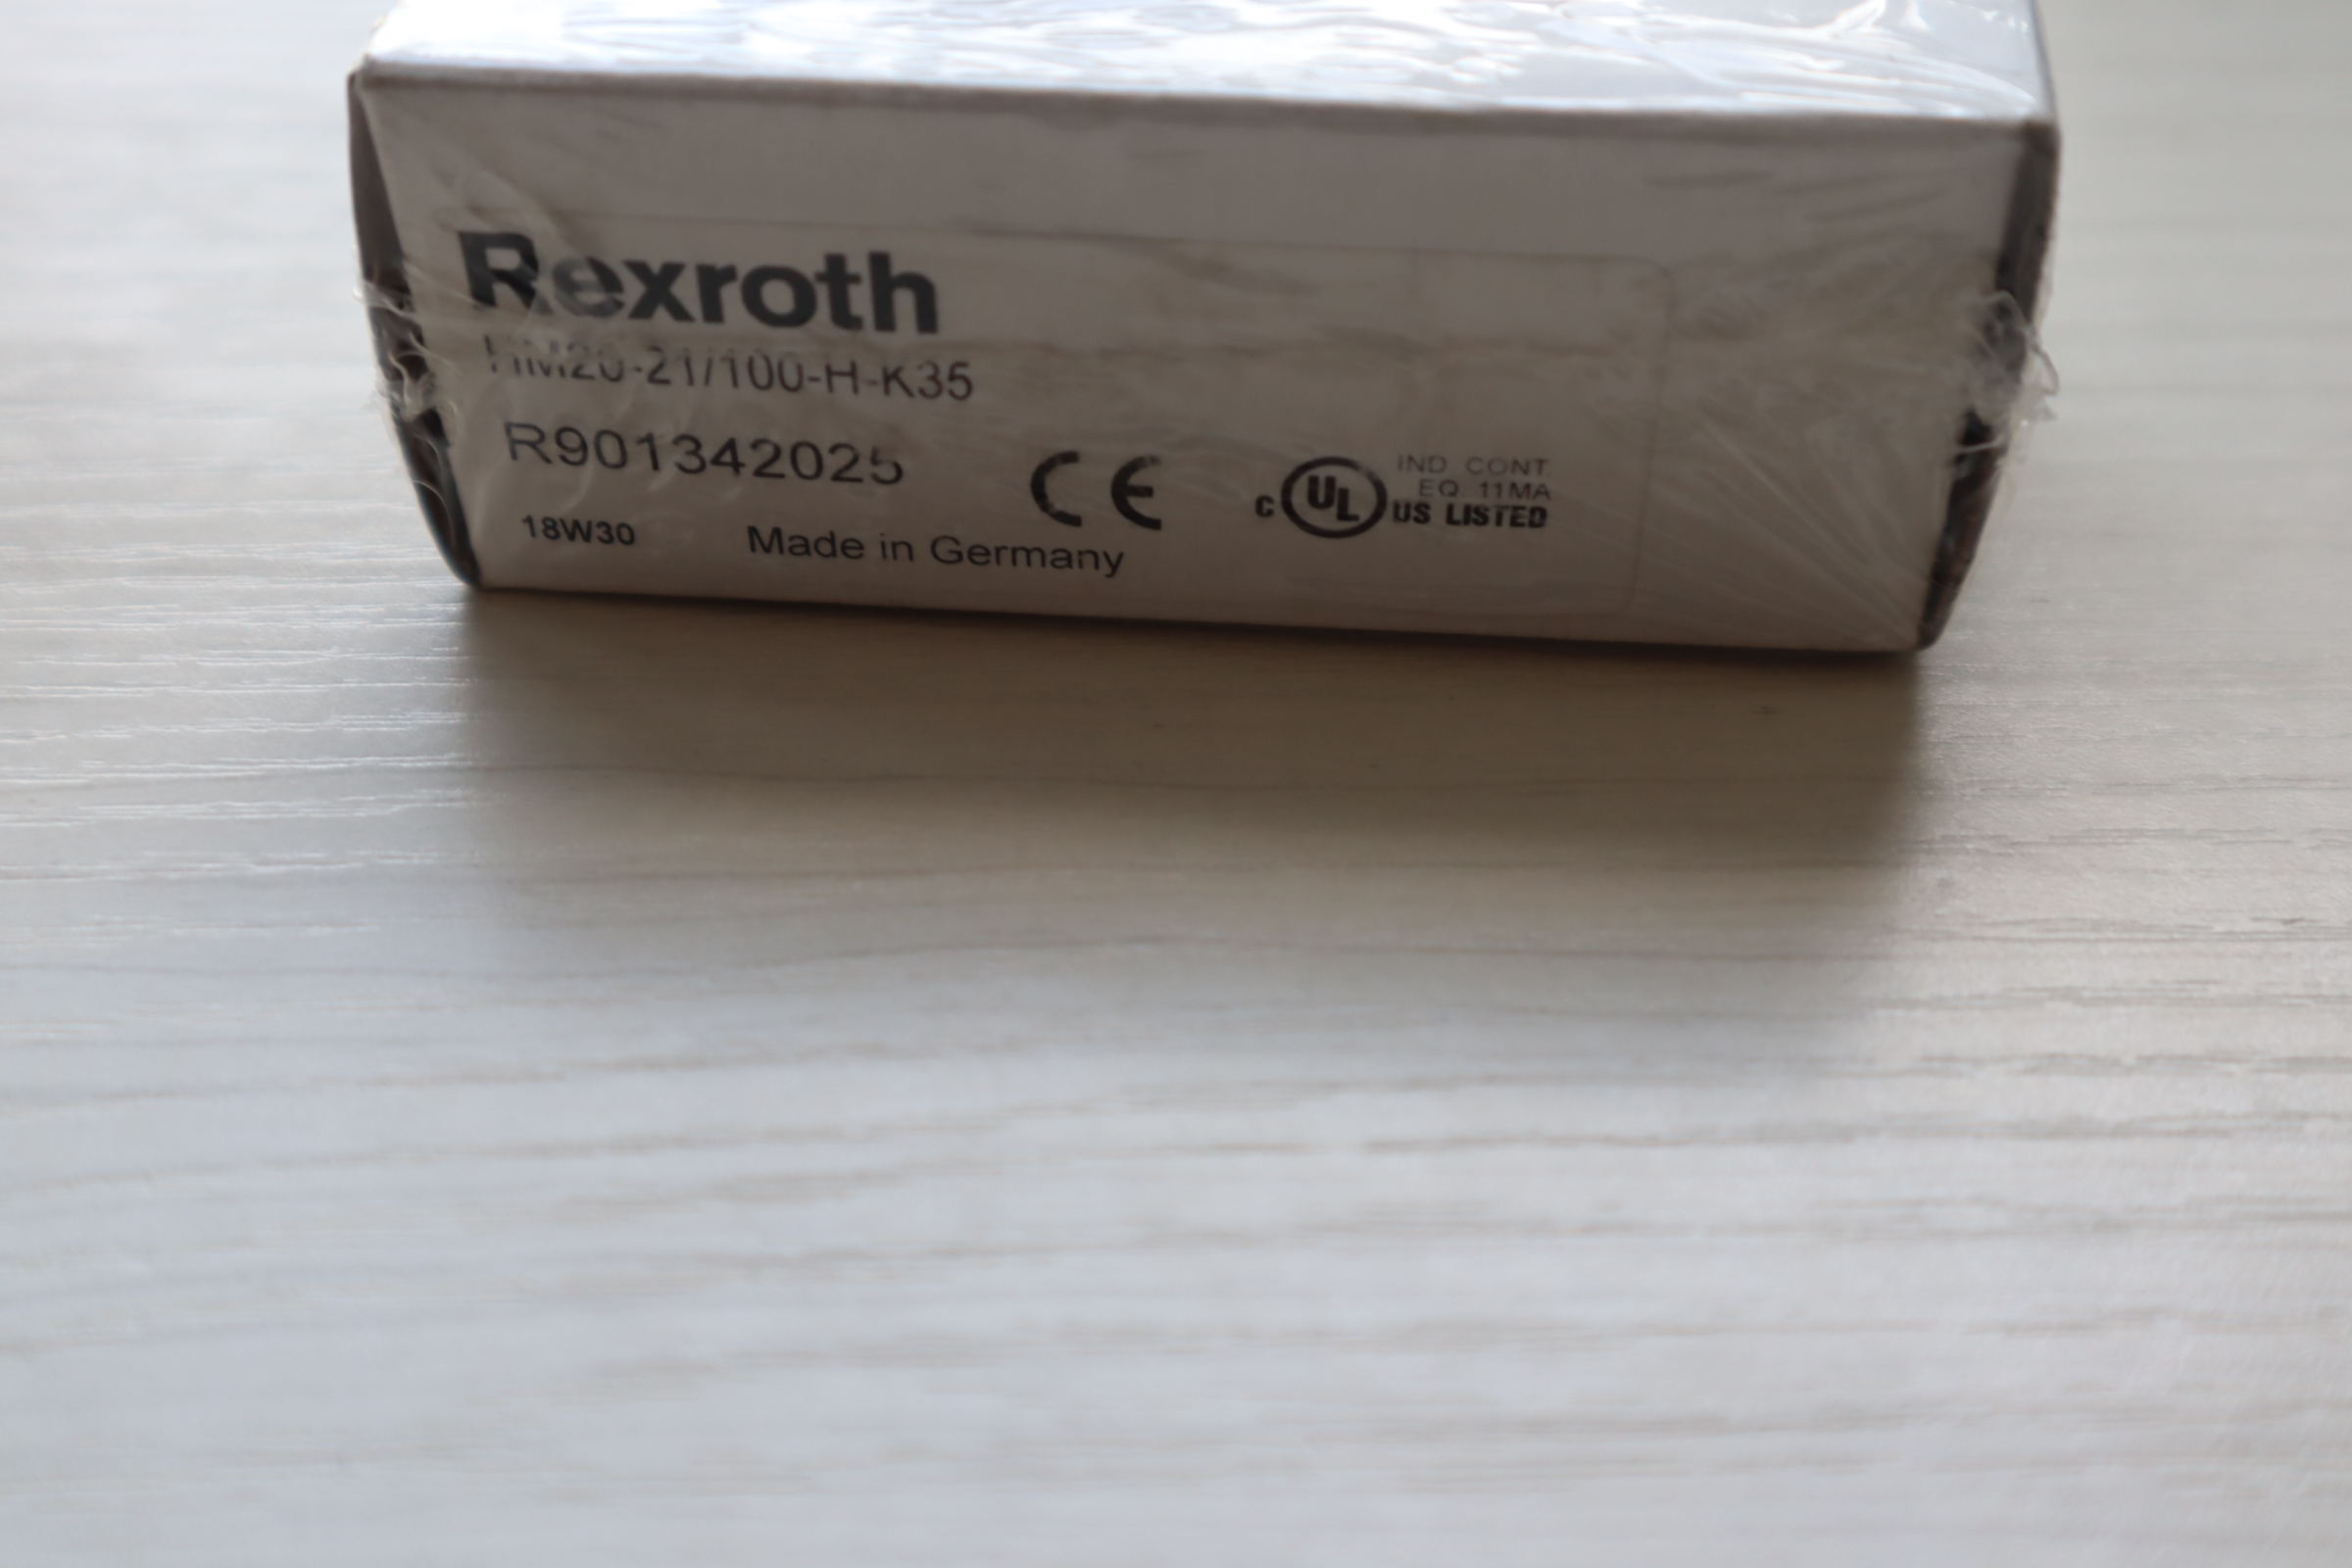 Rexroth
HM20-21/100-H-K35
R901342025
CE
IND. CONT.
EQ. 11MA
C UL US LISTED
18W30
Made in Germany